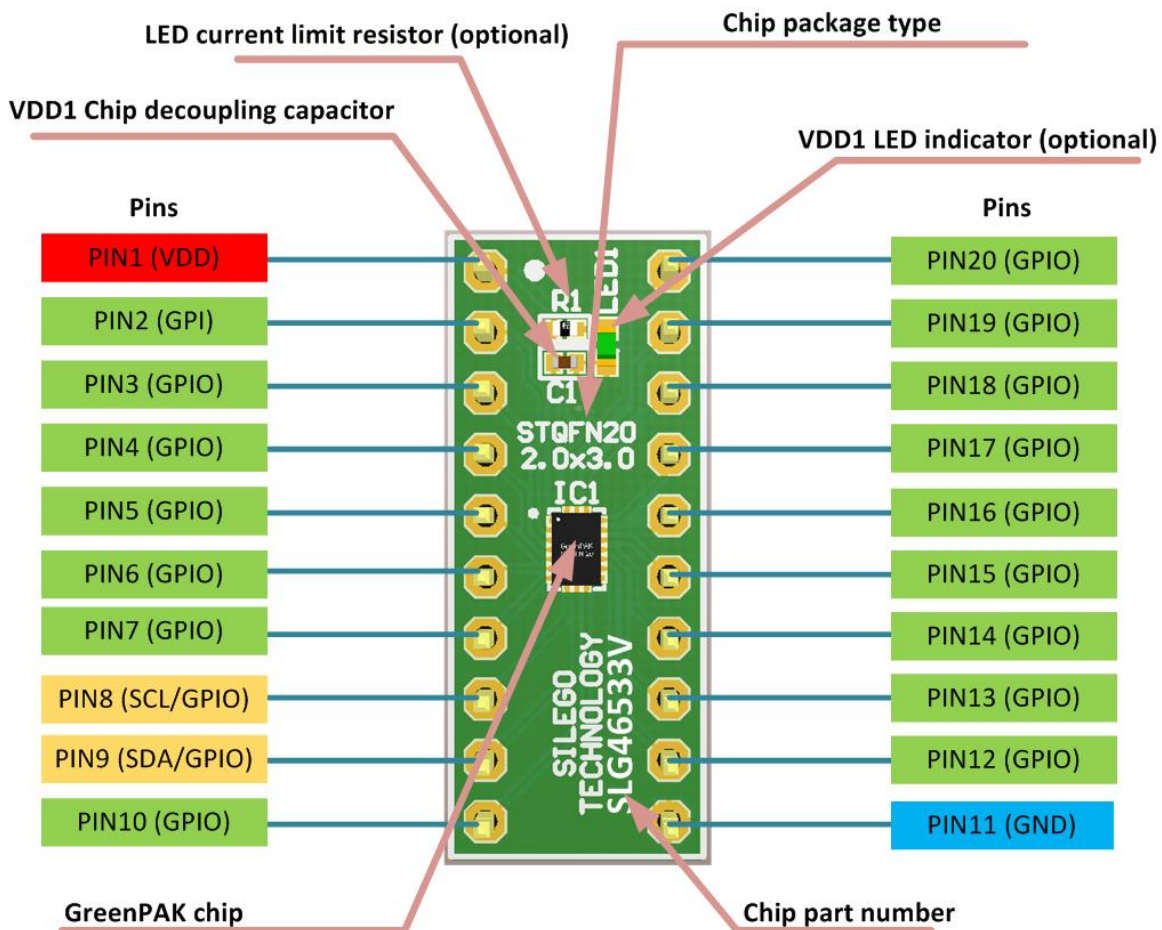 Chip package type
LED current limit resistor (optional)
VDD1 Chip decoupling capacitor
VDD1 LED indicator (optional)
Pins
Pins
PIN1 (VDD)
PIN2 (GPI)
PIN3 (GPIO)
PIN4 (GPIO)
PIN5 (GPIO)
PIN6 (GPIO)
PIN7 (GPIO)
PIN8 (SCL/GPIO)
PIN9 (SDA/GPIO)
PIN10 (GPIO)
LED1
R1
C1
STQFN20
2.0x3.0
IC1
GreenPAK
SILEGO
TECHNOLOGY
SLG46533V
PIN20 (GPIO)
PIN19 (GPIO)
PIN18 (GPIO)
PIN17 (GPIO)
PIN16 (GPIO)
PIN15 (GPIO)
PIN14 (GPIO)
PIN13 (GPIO)
PIN12 (GPIO)
PIN11 (GND)
GreenPAK chip
Chip part number